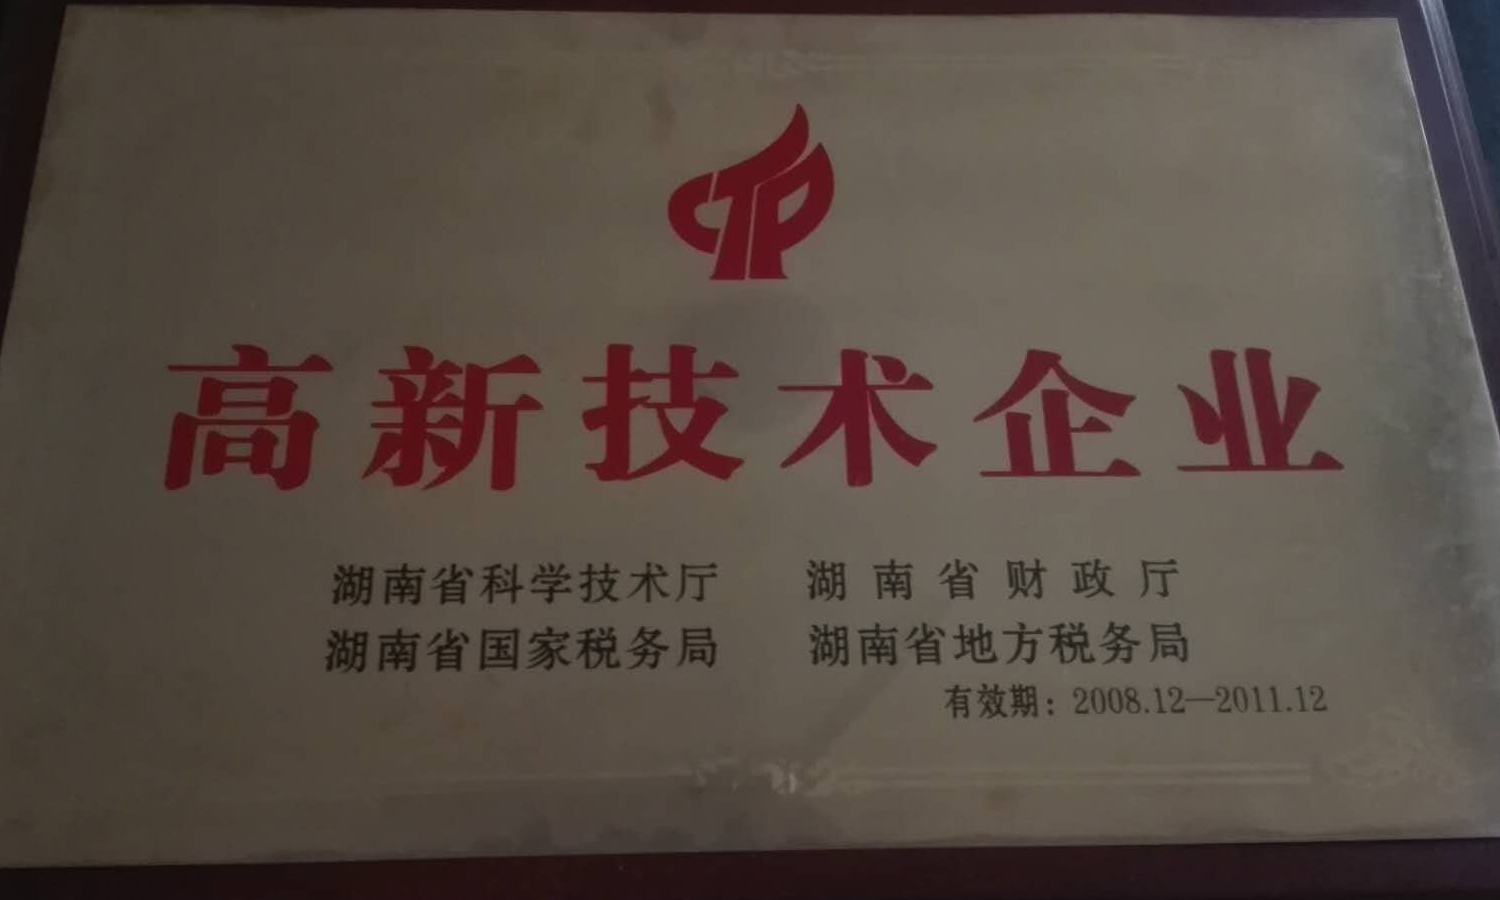 高新技术企业
湖南省科学技术厅 湖南省财政厅
湖南省国家税务局 湖南省地方税务局
有效期：2008.12—2011.12